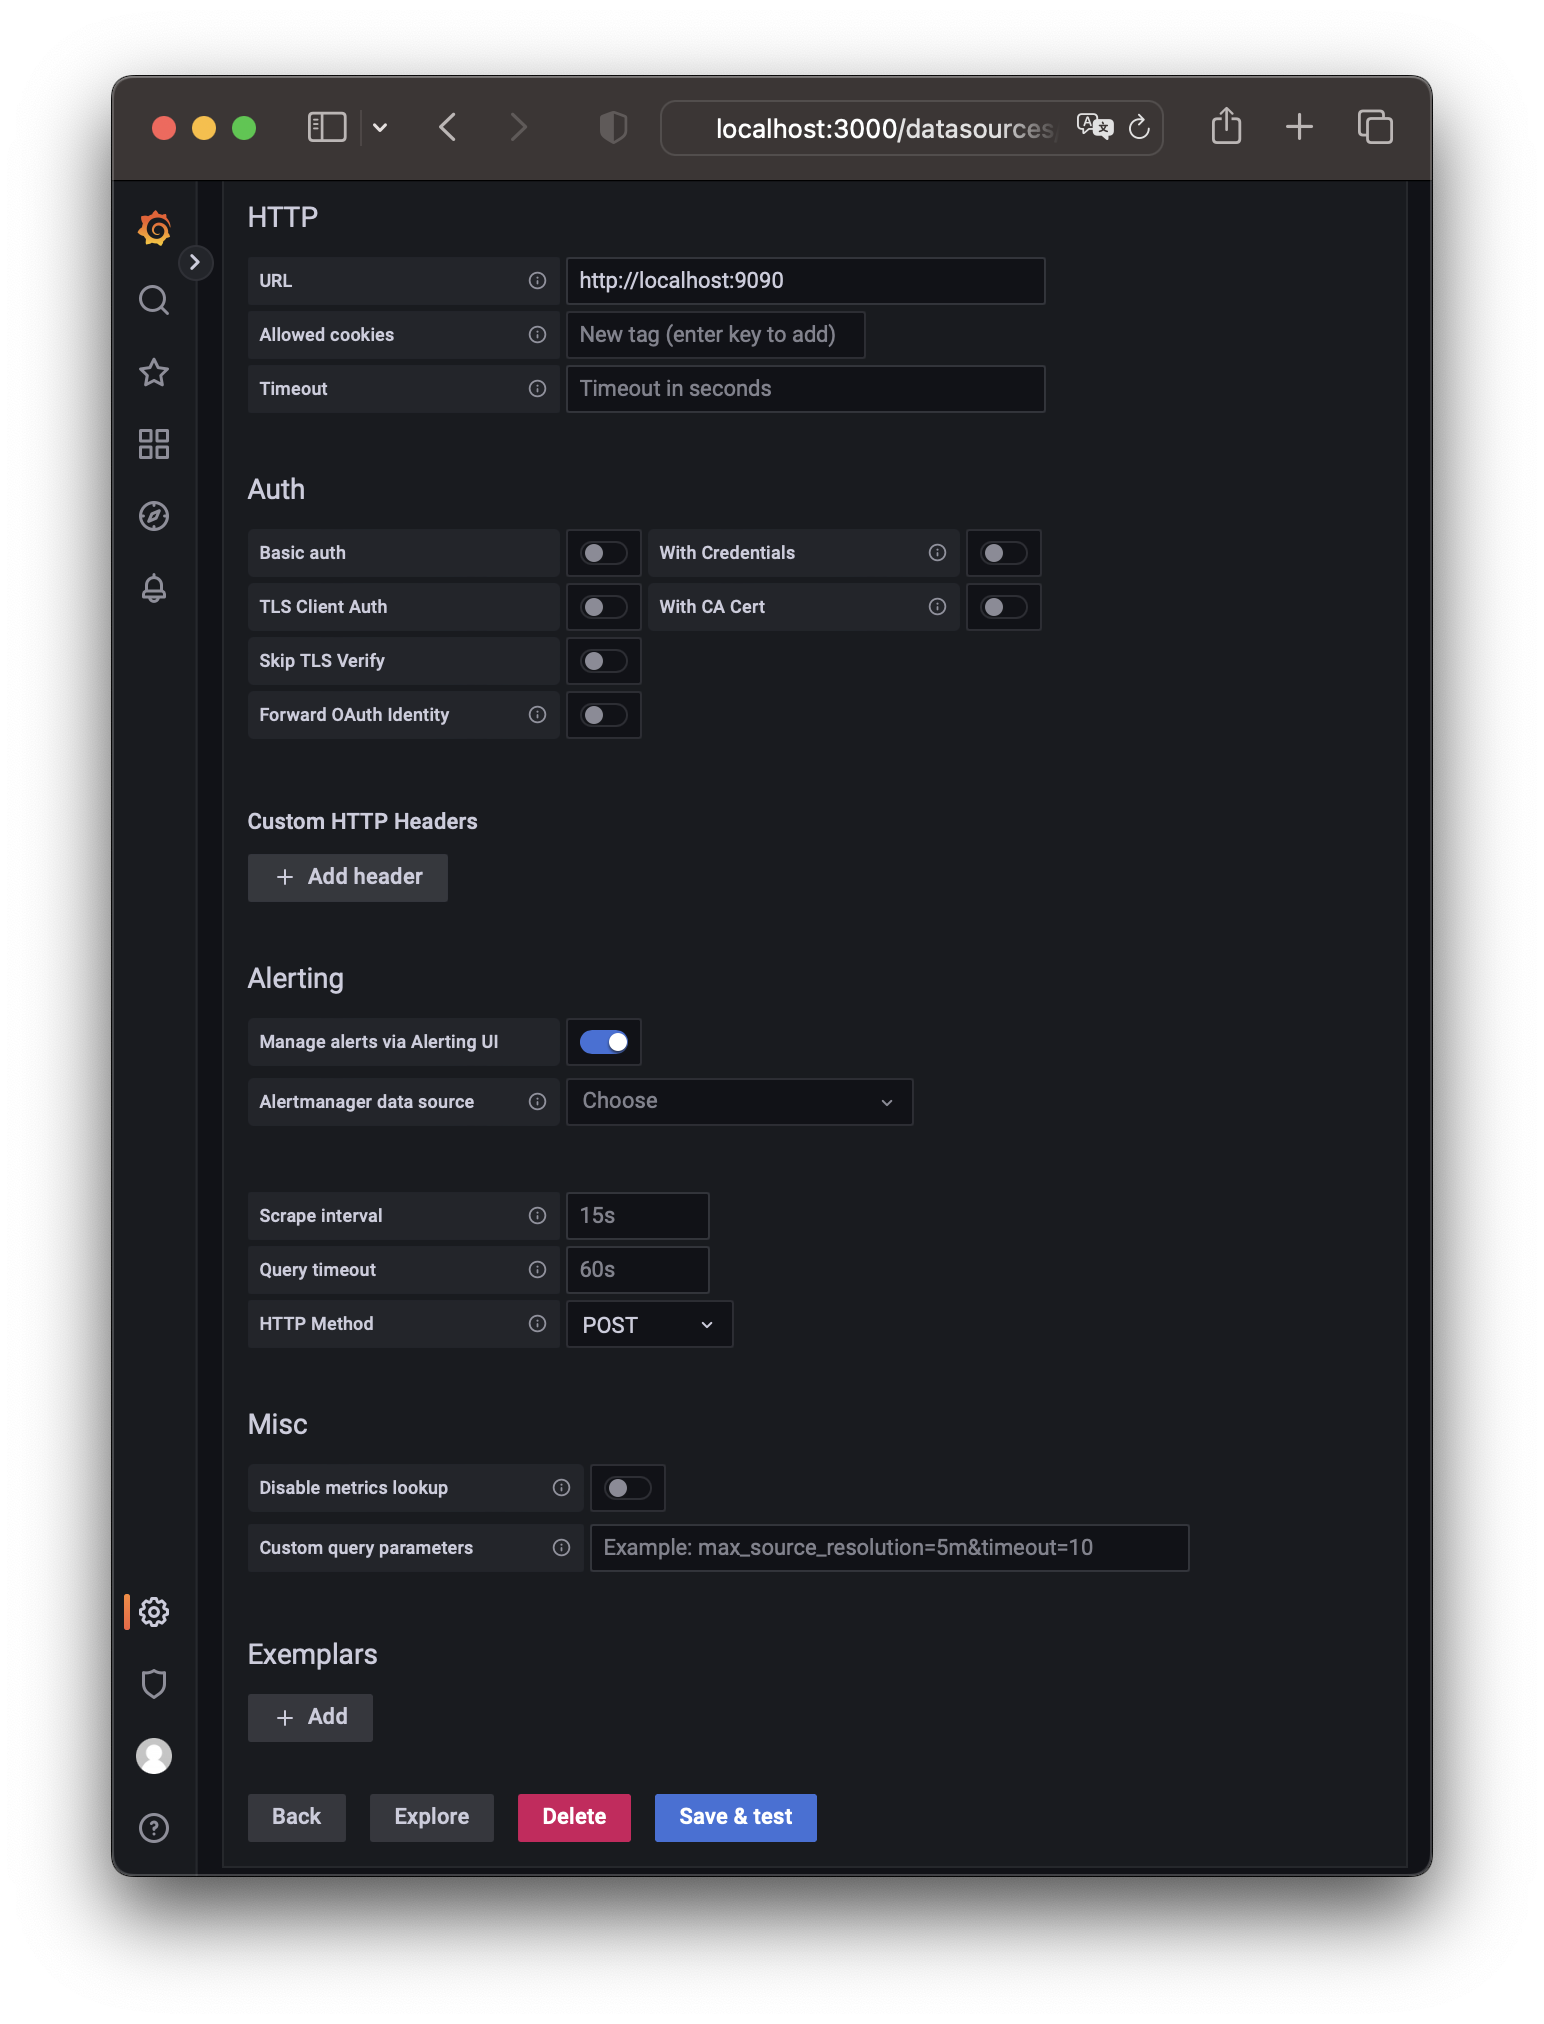 localhost:3000/datasources/
HTTP
URL http://localhost:9090
Allowed cookies New tag (enter key to add)
Timeout Timeout in seconds
Auth
Basic auth With Credentials
TLS Client Auth With CA Cert
Skip TLS Verify
Forward OAuth Identity
Custom HTTP Headers
+ Add header
Alerting
Manage alerts via Alerting UI
Alertmanager data source Choose
Scrape interval 15s
Query timeout 60s
HTTP Method POST
Misc
Disable metrics lookup
Custom query parameters Example: max_source_resolution=5m&timeout=10
Exemplars
+ Add
Back Explore Delete Save & test